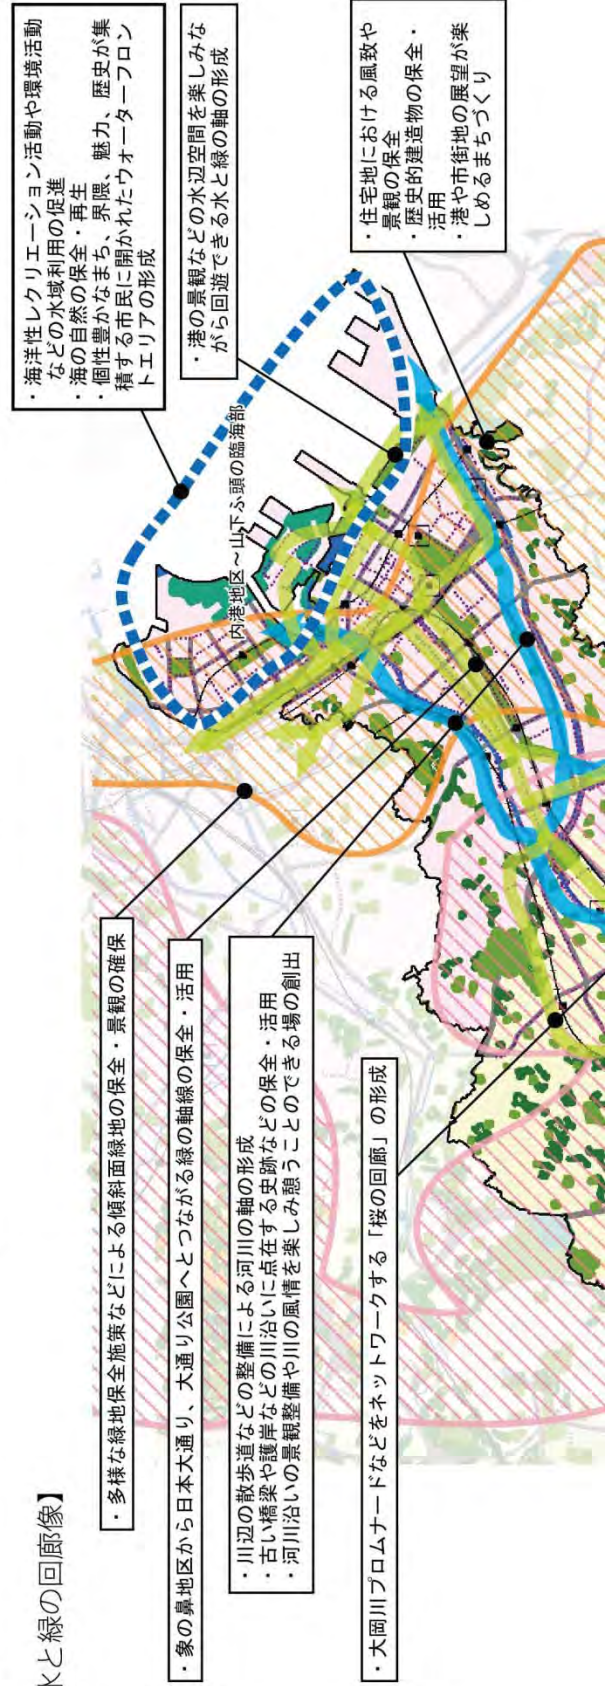 水と緑の回廊像】
・多様な緑地保全施策などによる傾斜面緑地の保全・景観の確保
・象の鼻地区から日本大通り、大通り公園へとつながる緑の軸線の保全・活用
・川辺の散歩道などの整備による河川の軸の形成
・古い橋梁や護岸などの川沿いに点在する史跡などの保全・活用
・河川沿いの景観整備や川の風情を楽しみ憩うことのできる場の創出
・大岡川プロムナードなどをネットワークする「桜の回廊」の形成
・海洋性レクリエーション活動や環境活動
などの水域利用の促進
・海の自然の保全・再生
・個性豊かなまち、界隈、魅力、歴史が集
積する市民に開かれたウォーターフロン
トエリアの形成
・港の景観などの水辺空間を楽しみな
がら回遊できる水と緑の軸の形成
・住宅地における風致や
景観の保全
・歴史的建造物の保全・
活用
・港や市街地の展望が楽
しめるまちづくり
内港地区～山下ふ頭の臨海部